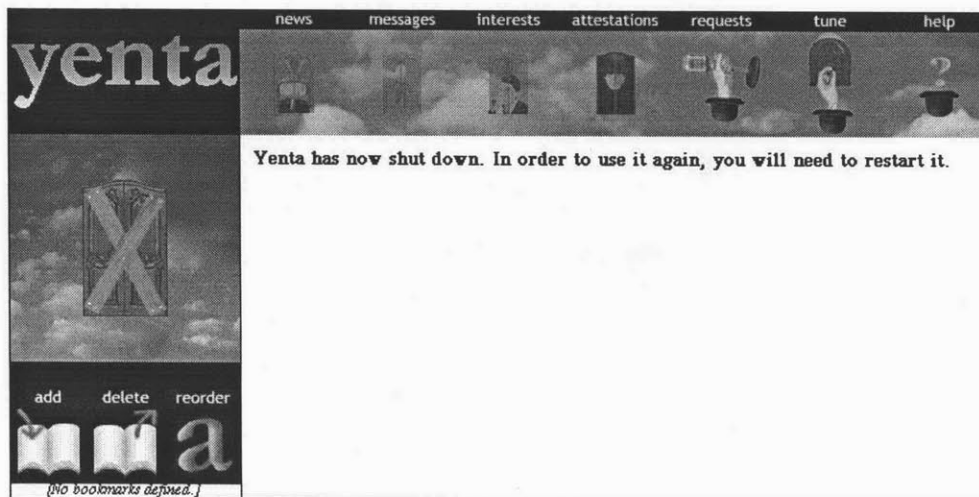 news messages interests attestations requests tune help
yenta
Yenta has now shut down. In order to use it again, you will need to restart it.
add delete reorder
[No bookmarks defined.]